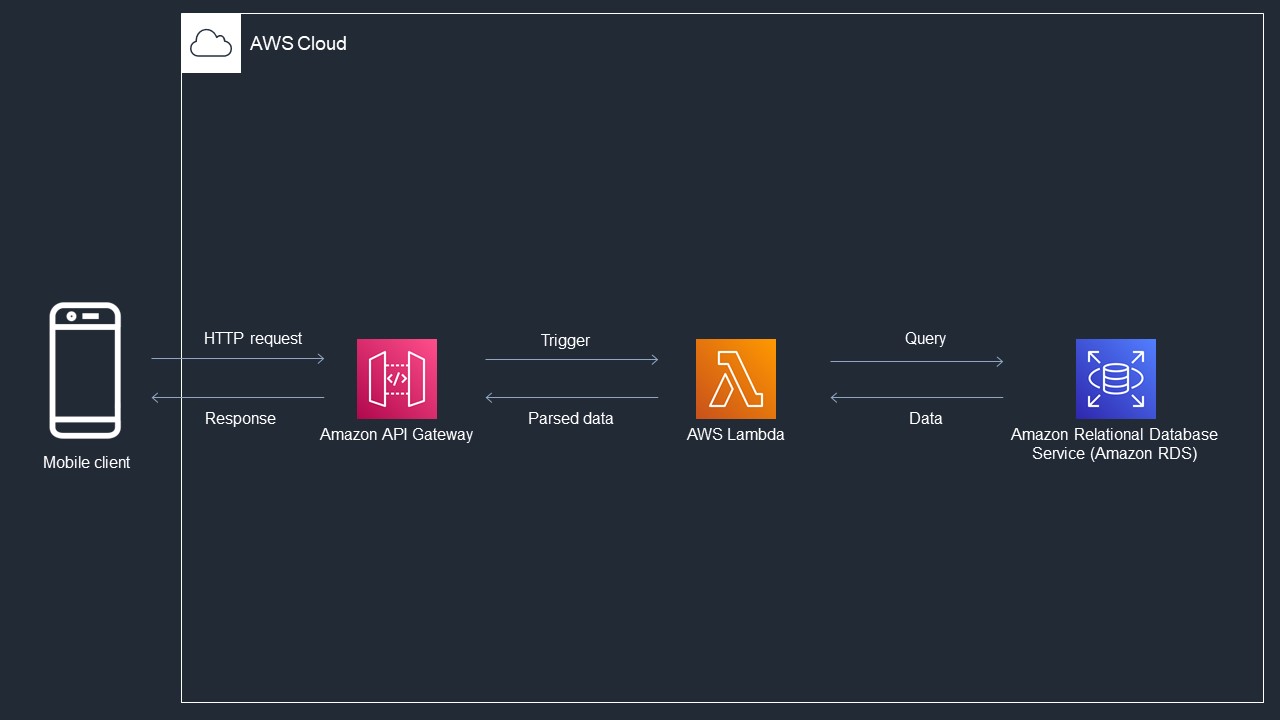 AWS Cloud
HTTP request
Trigger
Query
Response
Parsed data
Data
Amazon API Gateway
AWS Lambda
Amazon Relational Database
Service (Amazon RDS)
Mobile client